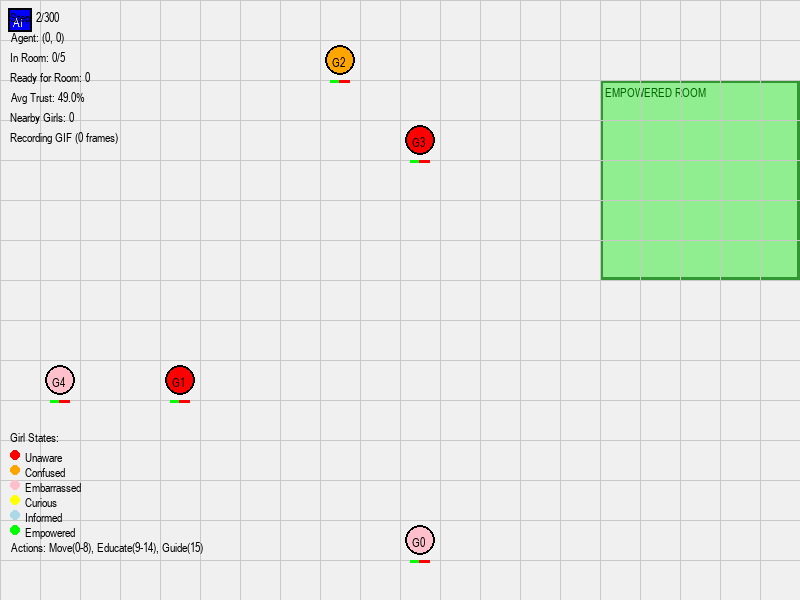 2/300
Agent: (0, 0)
In Room: 0/5
Ready for Room: 0
Avg Trust: 49.0%
Nearby Girls: 0
Recording GIF (0 frames)
G2
EMPOWERED ROOM
G3
G4
G1
Girl States:
Unaware
Confused
Embarrassed
Curious
Informed
Empowered
Actions: Move(0-8), Educate(9-14), Guide(15)
G0